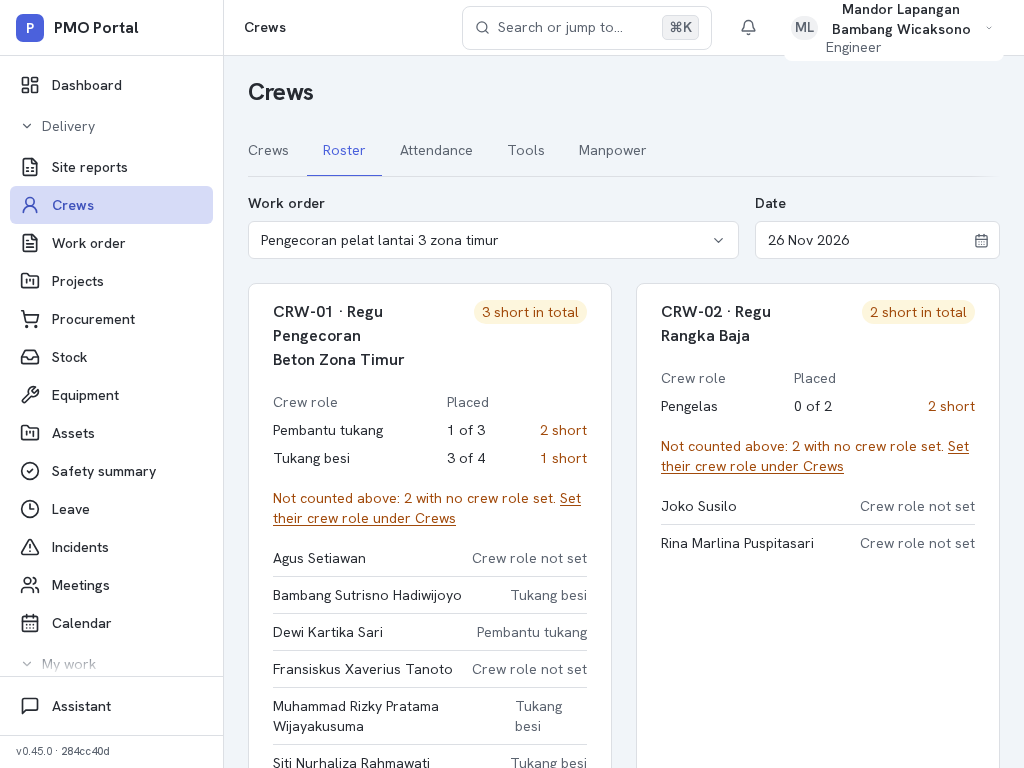 P PMO Portal
Crews
Search or jump to... ⌘K
ML
Mandor Lapangan
Bambang Wicaksono
Engineer
Dashboard
Delivery
Site reports
Crews
Work order
Projects
Procurement
Stock
Equipment
Assets
Safety summary
Leave
Incidents
Meetings
Calendar
My work
Assistant
v0.45.0 · 284cc40d
Crews
Crews Roster Attendance Tools Manpower
Work order
Pengecoran pelat lantai 3 zona timur
Date
26 Nov 2026
CRW-01 · Regu
Pengecoran
Beton Zona Timur
3 short in total
Crew role Placed
Pembantu tukang 1 of 3 2 short
Tukang besi 3 of 4 1 short
Not counted above: 2 with no crew role set. Set
their crew role under Crews
Agus Setiawan Crew role not set
Bambang Sutrisno Hadiwijoyo Tukang besi
Dewi Kartika Sari Pembantu tukang
Fransiskus Xaverius Tanoto Crew role not set
Muhammad Rizky Pratama
Wijayakusuma
Tukang
besi
Siti Nurhaliza Rahmawati Tukang besi
CRW-02 · Regu
Rangka Baja
2 short in total
Crew role Placed
Pengelas 0 of 2 2 short
Not counted above: 2 with no crew role set. Set
their crew role under Crews
Joko Susilo Crew role not set
Rina Marlina Puspitasari Crew role not set